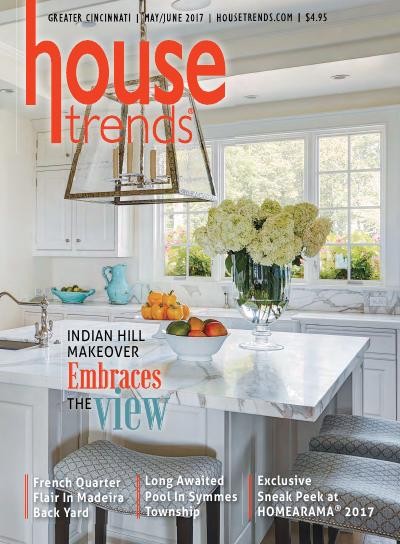 GREATER CINCINNATI | MAY/JUNE 2017 | HOUSETRENDS.COM | $4.95
house
trends®
INDIAN HILL
MAKEOVER
Embraces
THE view
French Quarter
Flair In Madeira
Back Yard
Long Awaited
Pool In Symmes
Township
Exclusive
Sneak Peek at
HOMEARAMA® 2017